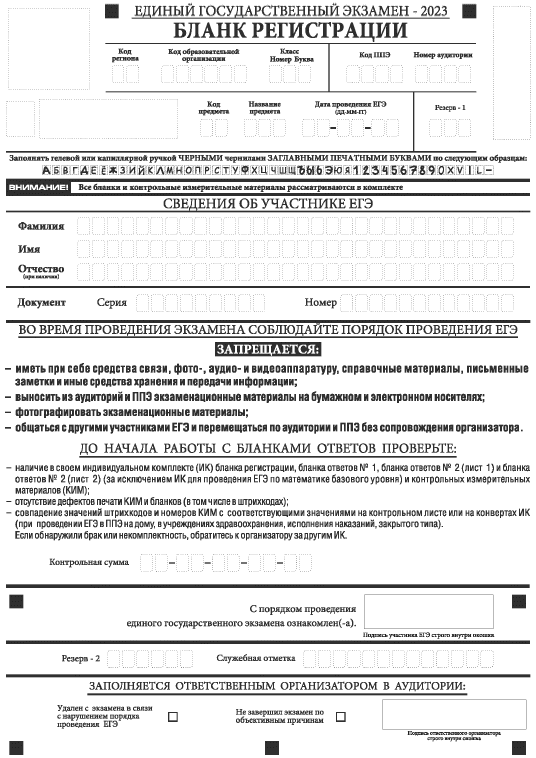 ЕДИНЫЙ ГОСУДАРСТВЕННЫЙ ЭКЗАМЕН - 2023
БЛАНК РЕГИСТРАЦИИ
Код региона
Код образовательной организации
Класс Номер Буква
Код ППЭ
Номер аудитории
Код предмета
Название предмета
Дата проведения ЕГЭ (ДД-ММ-ГГ)
Резерв - 1
Заполнять гелевой или капиллярной ручкой ЧЕРНЫМИ чернилами ЗАГЛАВНЫМИ ПЕЧАТНЫМИ БУКВАМИ по следующим образцам:
АБВГДЕЁЖЗИЙКЛМНОПРСТУФХЦЧШЩЪЫЬЭЮЯ1234567890XVIL-
ВНИМАНИЕ! Все бланки и контрольные измерительные материалы рассматриваются в комплекте
СВЕДЕНИЯ ОБ УЧАСТНИКЕ ЕГЭ
Фамилия
Имя
Отчество
(при наличии)
Документ Серия Номер
ВО ВРЕМЯ ПРОВЕДЕНИЯ ЭКЗАМЕНА СОБЛЮДАЙТЕ ПОРЯДОК ПРОВЕДЕНИЯ ЕГЭ
ЗАПРЕЩАЕТСЯ:
– иметь при себе средства связи, фото-, аудио- и видеоаппаратуру, справочные материалы, письменные
заметки и иные средства хранения и передачи информации;
– выносить из аудиторий и ППЭ экзаменационные материалы на бумажном и электронном носителях;
– фотографировать экзаменационные материалы;
– общаться с другими участниками ЕГЭ и перемещаться по аудитории и ППЭ без сопровождения организатора.
ДО НАЧАЛА РАБОТЫ С БЛАНКАМИ ОТВЕТОВ ПРОВЕРЬТЕ:
– наличие в своем индивидуальном комплекте (ИК) бланка регистрации, бланка ответов № 1, бланка ответов № 2 (лист 1) и бланка
ответов № 2 (лист 2) (за исключением ИК для проведения ЕГЭ по математике базового уровня) и контрольных измерительных
материалов (КИМ);
– отсутствие дефектов печати КИМ и бланков (в том числе в штрихкодах);
– совпадение значений штрихкодов и номеров КИМ с соответствующими значениями на контрольном листе или на конвертах ИК
(при проведении ЕГЭ в ППЭ на дому, в учреждениях здравоохранения, исполнения наказаний, закрытого типа).
Если обнаружили брак или некомплектность, обратитесь к организатору за другим ИК.
Контрольная сумма
С порядком проведения
единого государственного экзамена ознакомлен(-а).
Подпись участника ЕГЭ строго внутри окошка
Резерв - 2 Служебная отметка
ЗАПОЛНЯЕТСЯ ОТВЕТСТВЕННЫМ ОРГАНИЗАТОРОМ В АУДИТОРИИ:
Удален с экзамена в связи
с нарушением порядка
проведения ЕГЭ
Не завершил экзамен по
объективным причинам
Подпись ответственного организатора
строго внутри окошка